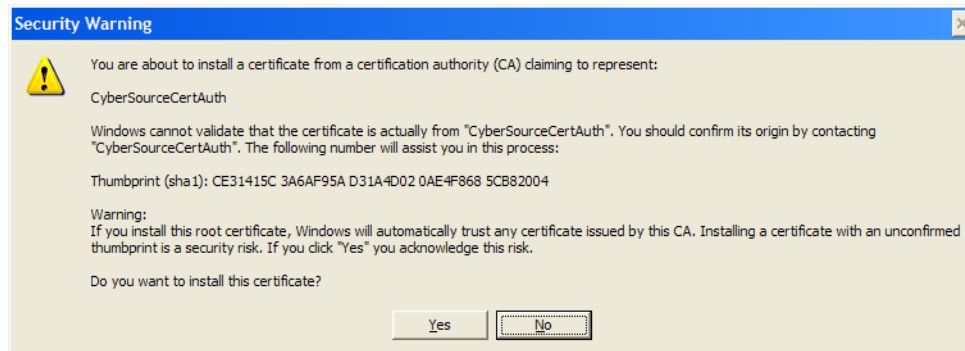 Security Warning
You are about to install a certificate from a certification authority (CA) claiming to represent:
CyberSourceCertAuth
Windows cannot validate that the certificate is actually from "CyberSourceCertAuth". You should confirm its origin by contacting
"CyberSourceCertAuth". The following number will assist you in this process:
Thumbprint (sha1): CE31415C 3A6AF95A D31A4D02 0AE4F868 5CB82004
Warning:
If you install this root certificate, Windows will automatically trust any certificate issued by this CA. Installing a certificate with an unconfirmed
thumbprint is a security risk. If you click "Yes" you acknowledge this risk.
Do you want to install this certificate?
Yes No